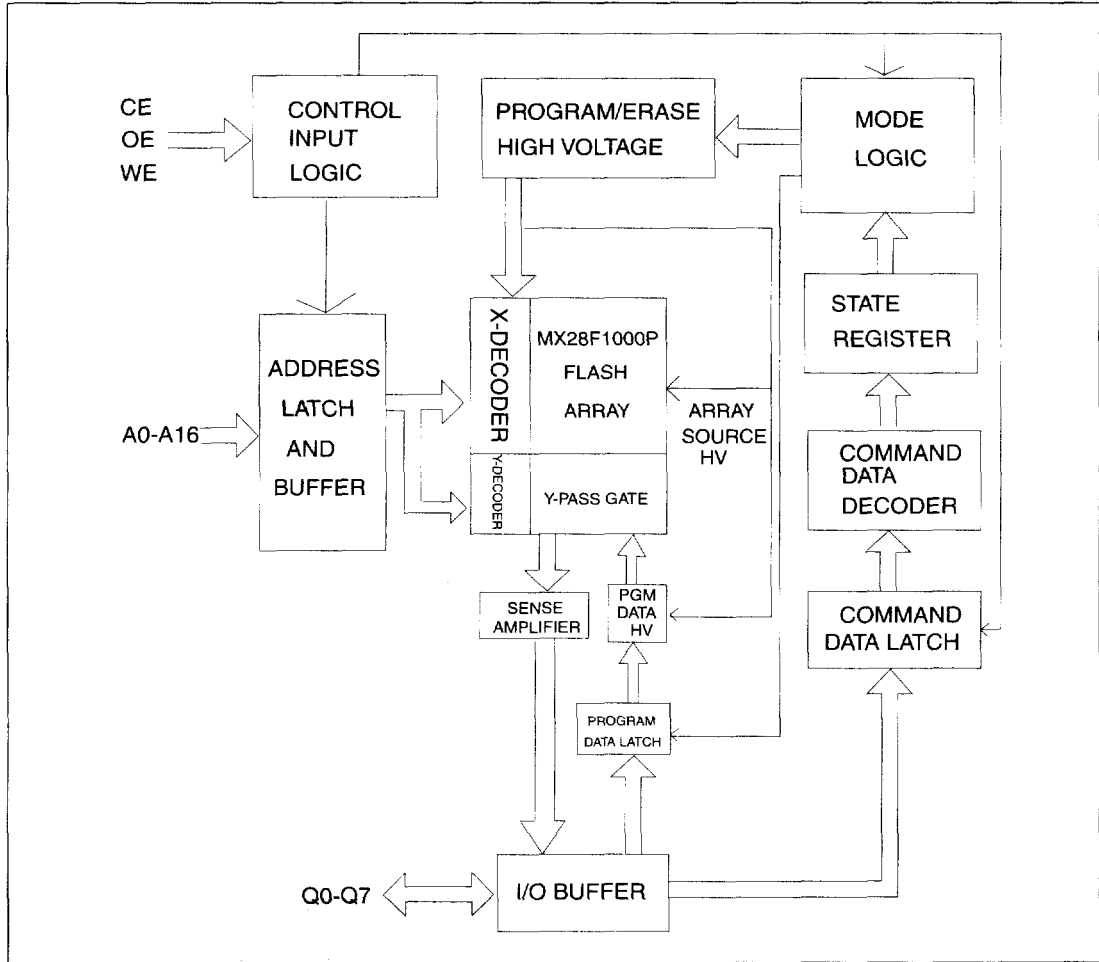 CE
OE
WE
CONTROL
INPUT
LOGIC
PROGRAM/ERASE
HIGH VOLTAGE
MODE
LOGIC
STATE
REGISTER
A0-A16
ADDRESS
LATCH
AND
BUFFER
X-DECODER
MX28F1000P
FLASH
ARRAY
ARRAY
SOURCE
HV
Y-DECODER
Y-PASS GATE
COMMAND
DATA
DECODER
SENSE
AMPLIFIER
PGM
DATA
HV
COMMAND
DATA LATCH
PROGRAM
DATA LATCH
Q0-Q7
I/O BUFFER